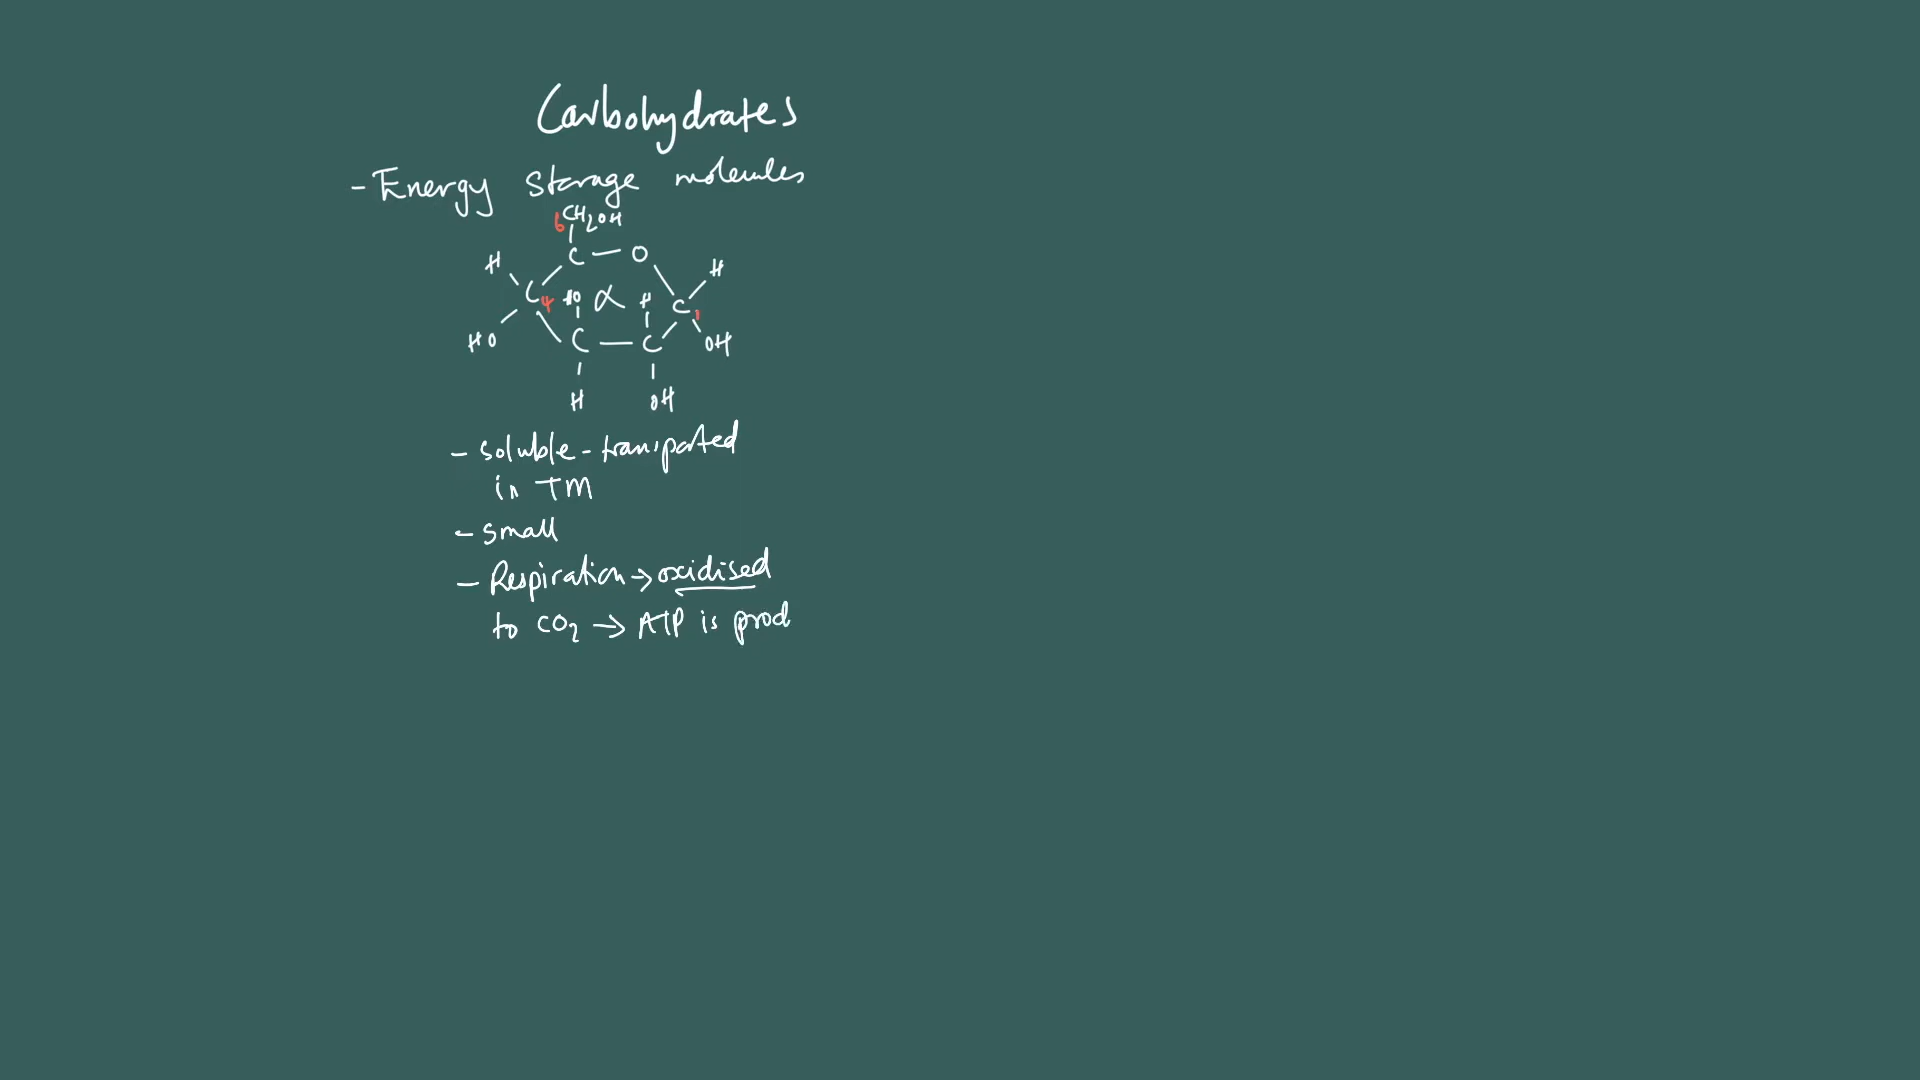 Carbohydrates
- Energy storage molecules
6 CH2OH
H C — O H
C 4 HO α H C 1
HO C — C OH
H OH
- soluble - transported
in TM
- small
- Respiration → oxidised
to CO2 → ATP is prod